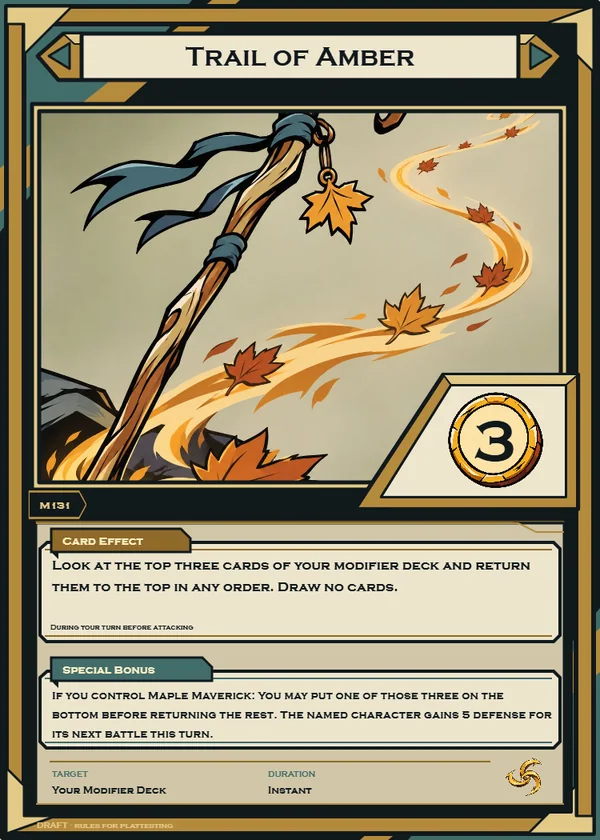 Trail of Amber
3
M131
Card Effect
Look at the top three cards of your modifier deck and return
them to the top in any order. Draw no cards.
During your turn before attacking
Special Bonus
If you control Maple Maverick: You may put one of those three on the
bottom before returning the rest. The named character gains 5 defense for
its next battle this turn.
Target
Duration
Your Modifier Deck
Instant
DRAFT - Rules for playtesting